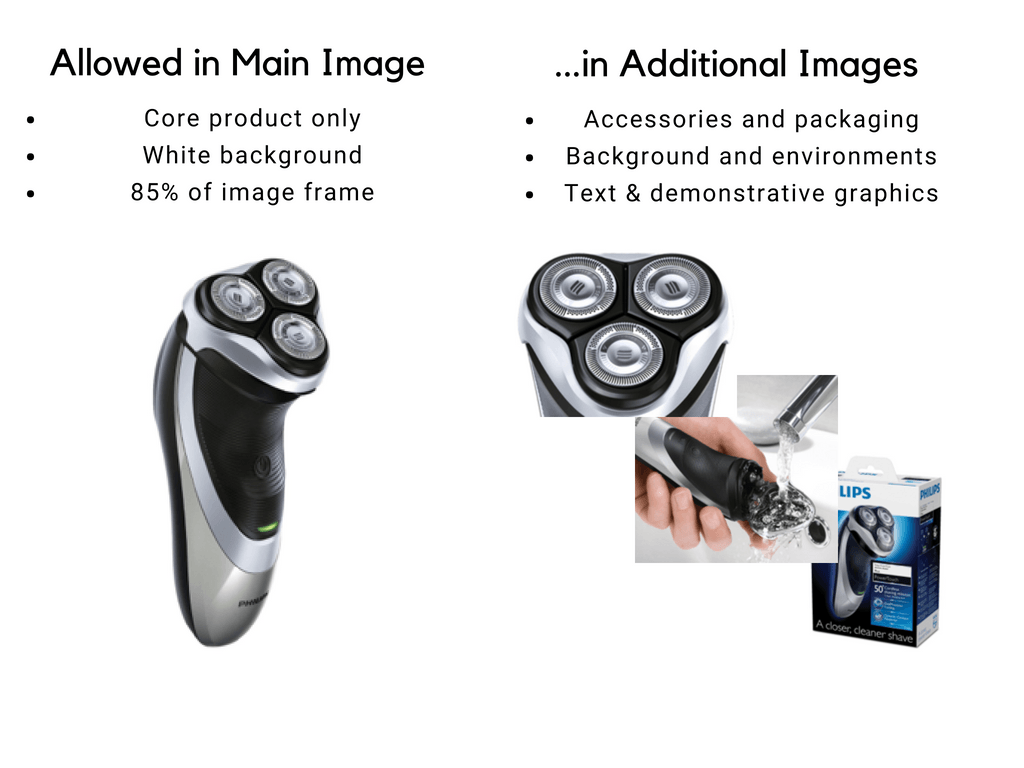 Allowed in Main Image
• Core product only
• White background
• 85% of image frame
...in Additional Images
• Accessories and packaging
• Background and environments
• Text & demonstrative graphics
LIPS
PHILIPS
PowerTouch
50
A closer, cleaner shave